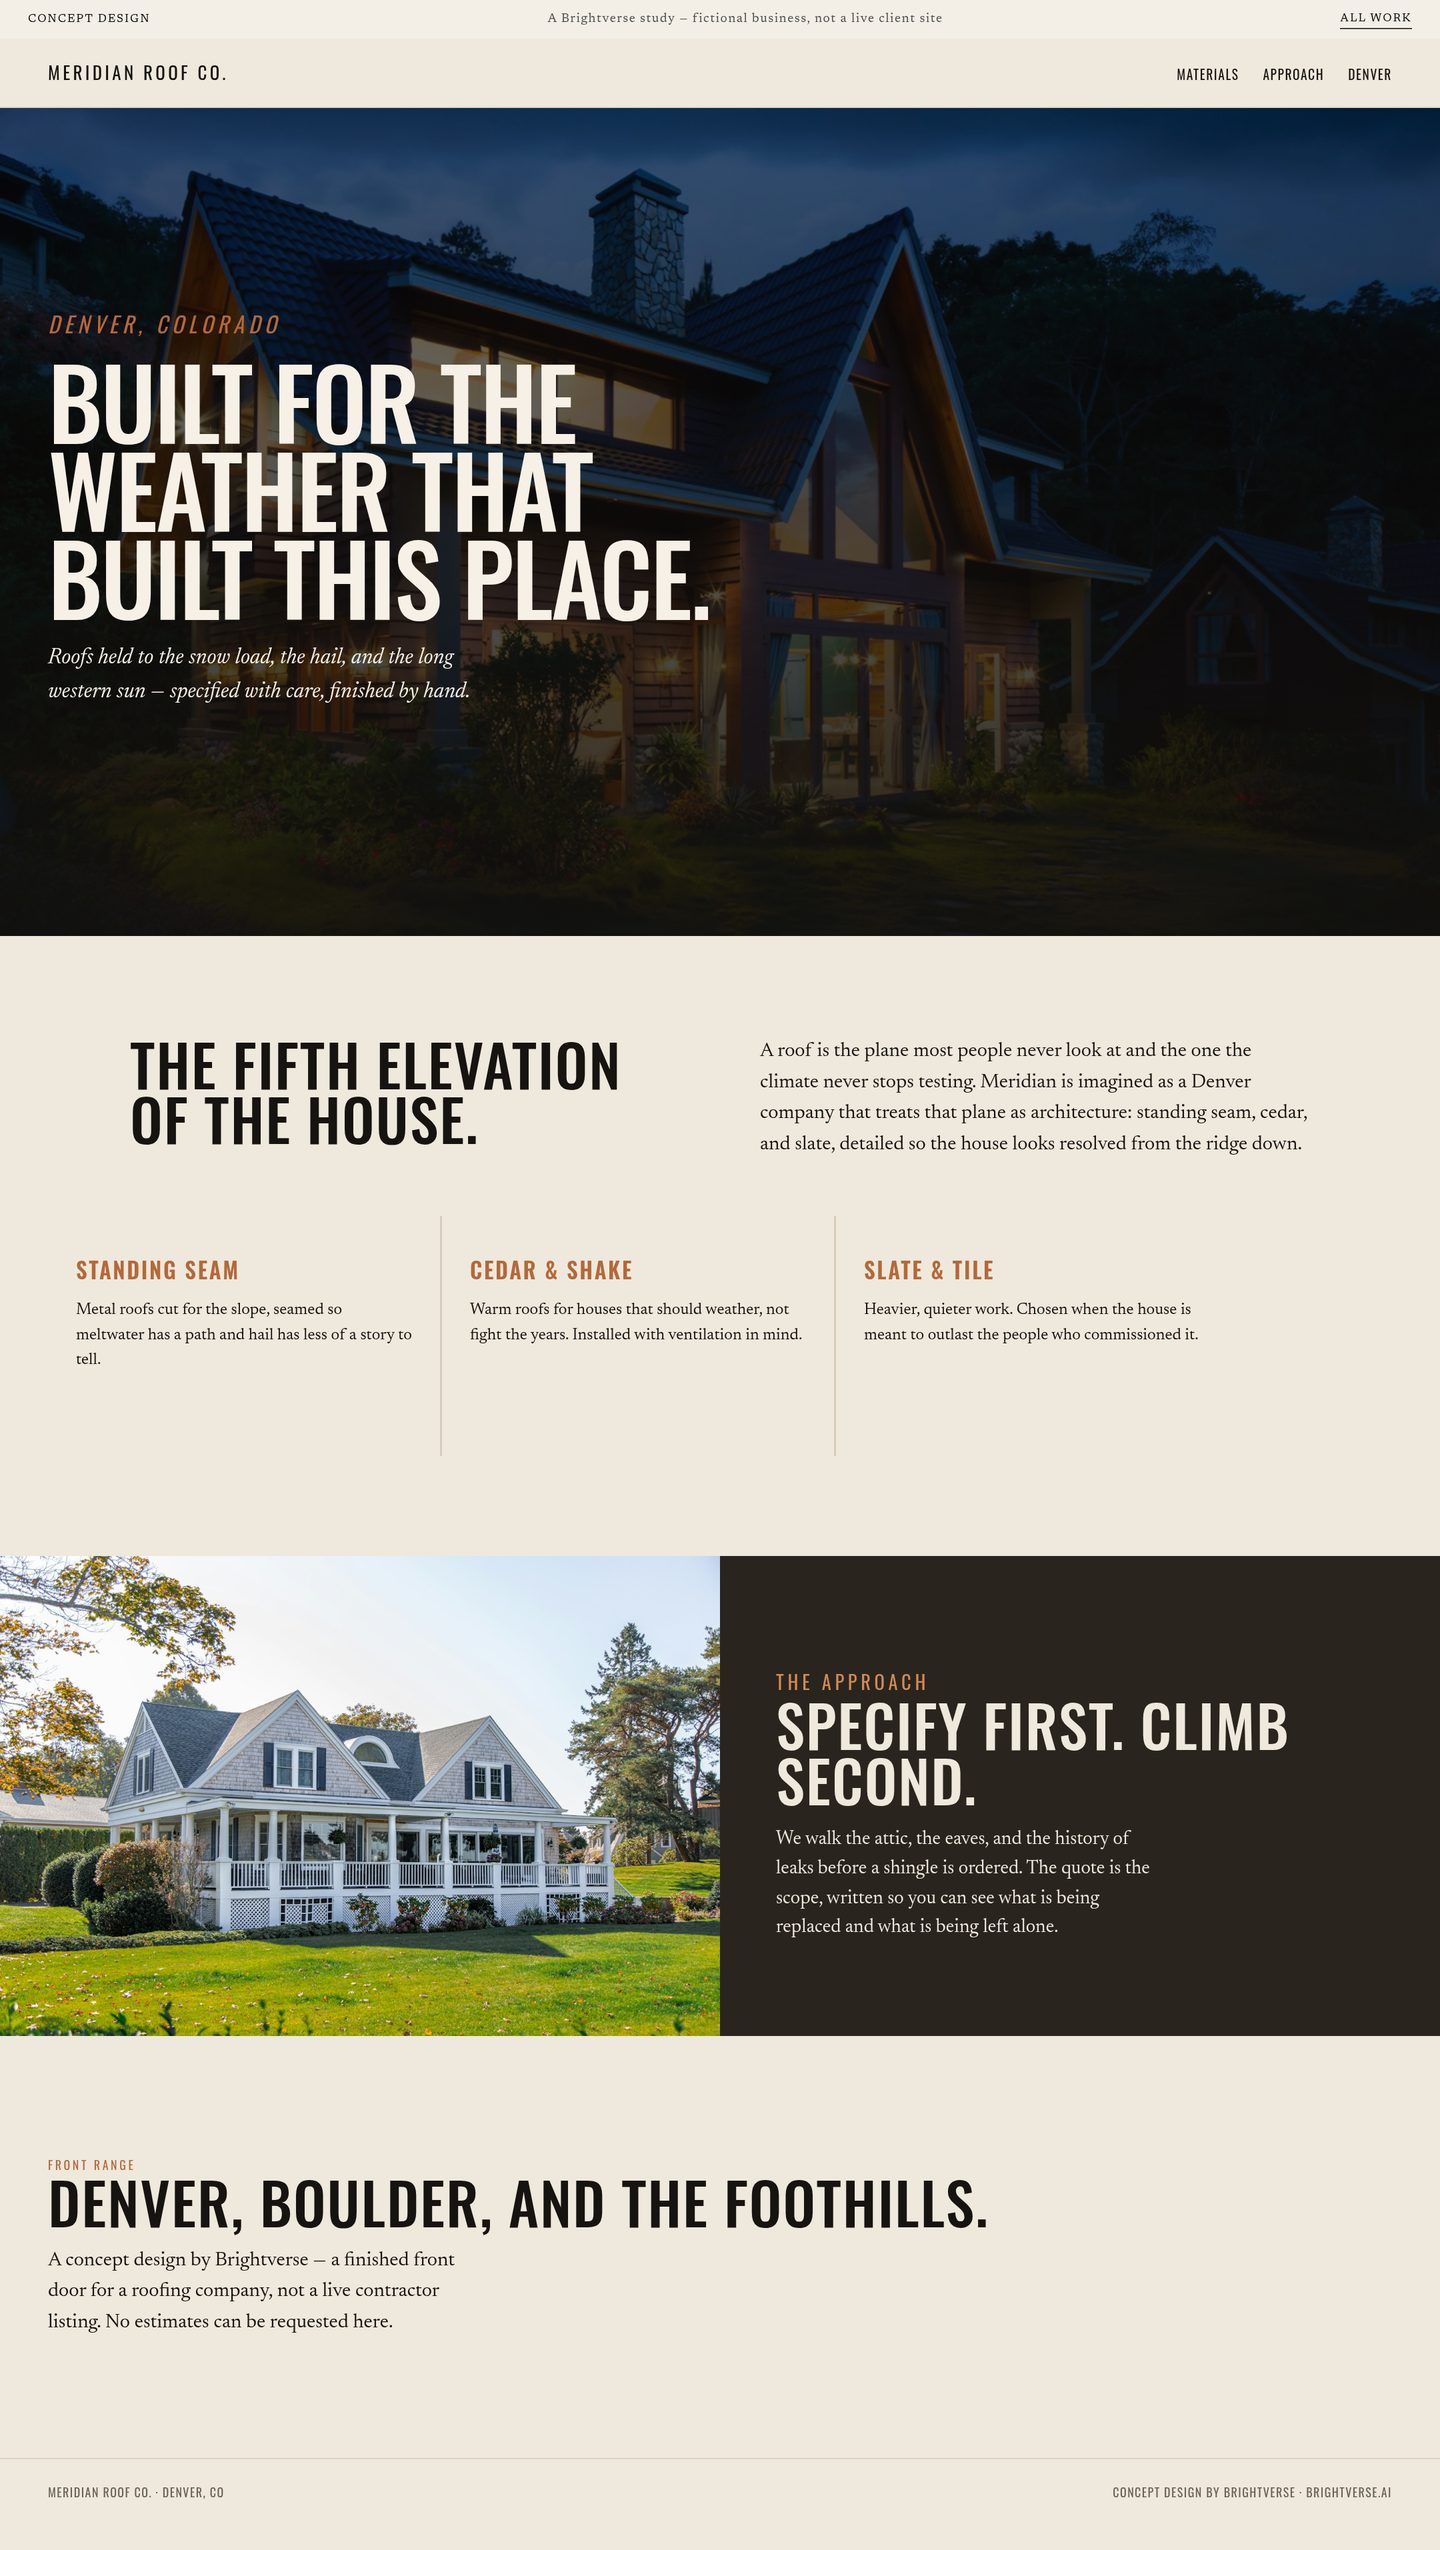 CONCEPT DESIGN
A Brightverse study — fictional business, not a live client site
ALL WORK
MERIDIAN ROOF CO.
MATERIALS
APPROACH
DENVER
DENVER, COLORADO
BUILT FOR THE
WEATHER THAT
BUILT THIS PLACE.
Roofs held to the snow load, the hail, and the long
western sun — specified with care, finished by hand.
THE FIFTH ELEVATION
OF THE HOUSE.
A roof is the plane most people never look at and the one the
climate never stops testing. Meridian is imagined as a Denver
company that treats that plane as architecture: standing seam, cedar,
and slate, detailed so the house looks resolved from the ridge down.
STANDING SEAM
Metal roofs cut for the slope, seamed so
meltwater has a path and hail has less of a story to
tell.
CEDAR & SHAKE
Warm roofs for houses that should weather, not
fight the years. Installed with ventilation in mind.
SLATE & TILE
Heavier, quieter work. Chosen when the house is
meant to outlast the people who commissioned it.
THE APPROACH
SPECIFY FIRST. CLIMB
SECOND.
We walk the attic, the eaves, and the history of
leaks before a shingle is ordered. The quote is the
scope, written so you can see what is being
replaced and what is being left alone.
FRONT RANGE
DENVER, BOULDER, AND THE FOOTHILLS.
A concept design by Brightverse — a finished front
door for a roofing company, not a live contractor
listing. No estimates can be requested here.
MERIDIAN ROOF CO. · DENVER, CO
CONCEPT DESIGN BY BRIGHTVERSE · BRIGHTVERSE.AI